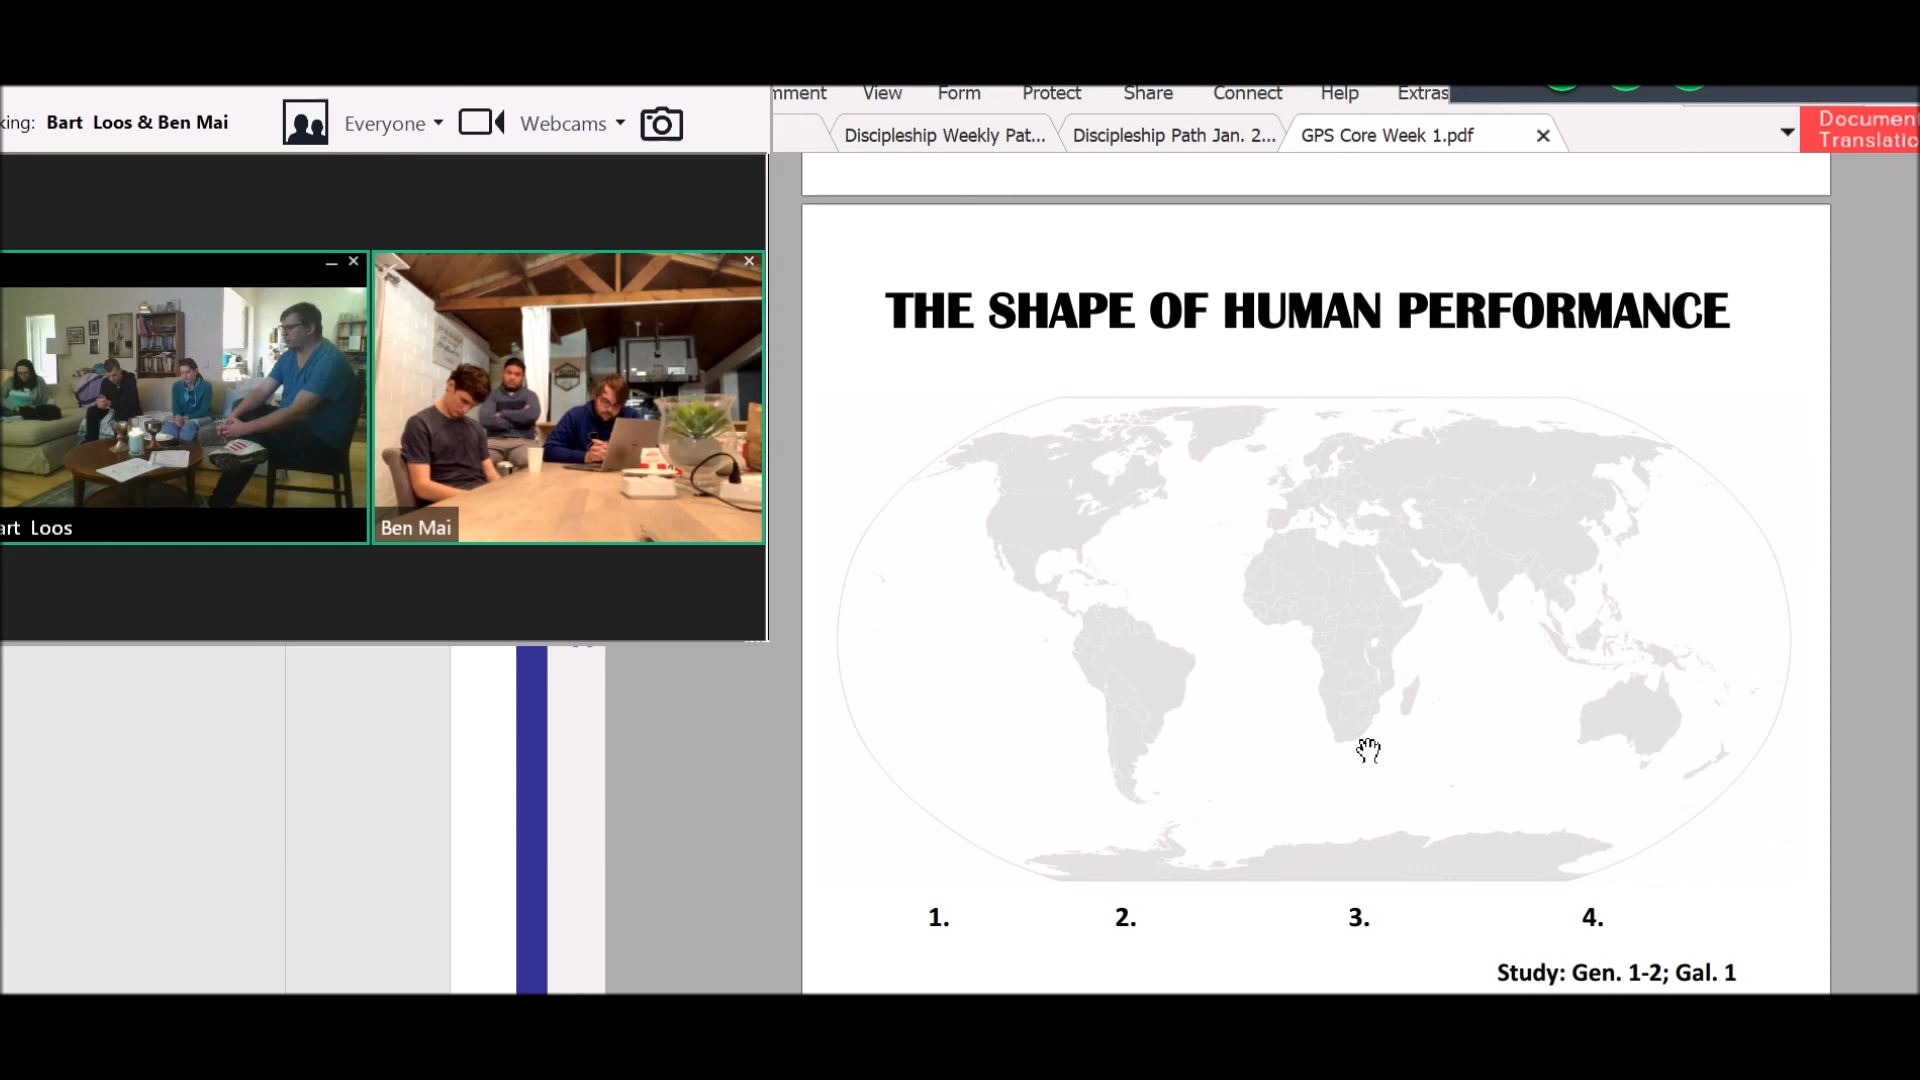 king: Bart Loos & Ben Mai
Everyone
Webcams
mment View Form Protect Share Connect Help Extras
Discipleship Weekly Pat...
Discipleship Path Jan. 2...
GPS Core Week 1.pdf
Document
Translatio
art Loos
Ben Mai
THE SHAPE OF HUMAN PERFORMANCE
1. 2. 3. 4.
Study: Gen. 1-2; Gal. 1